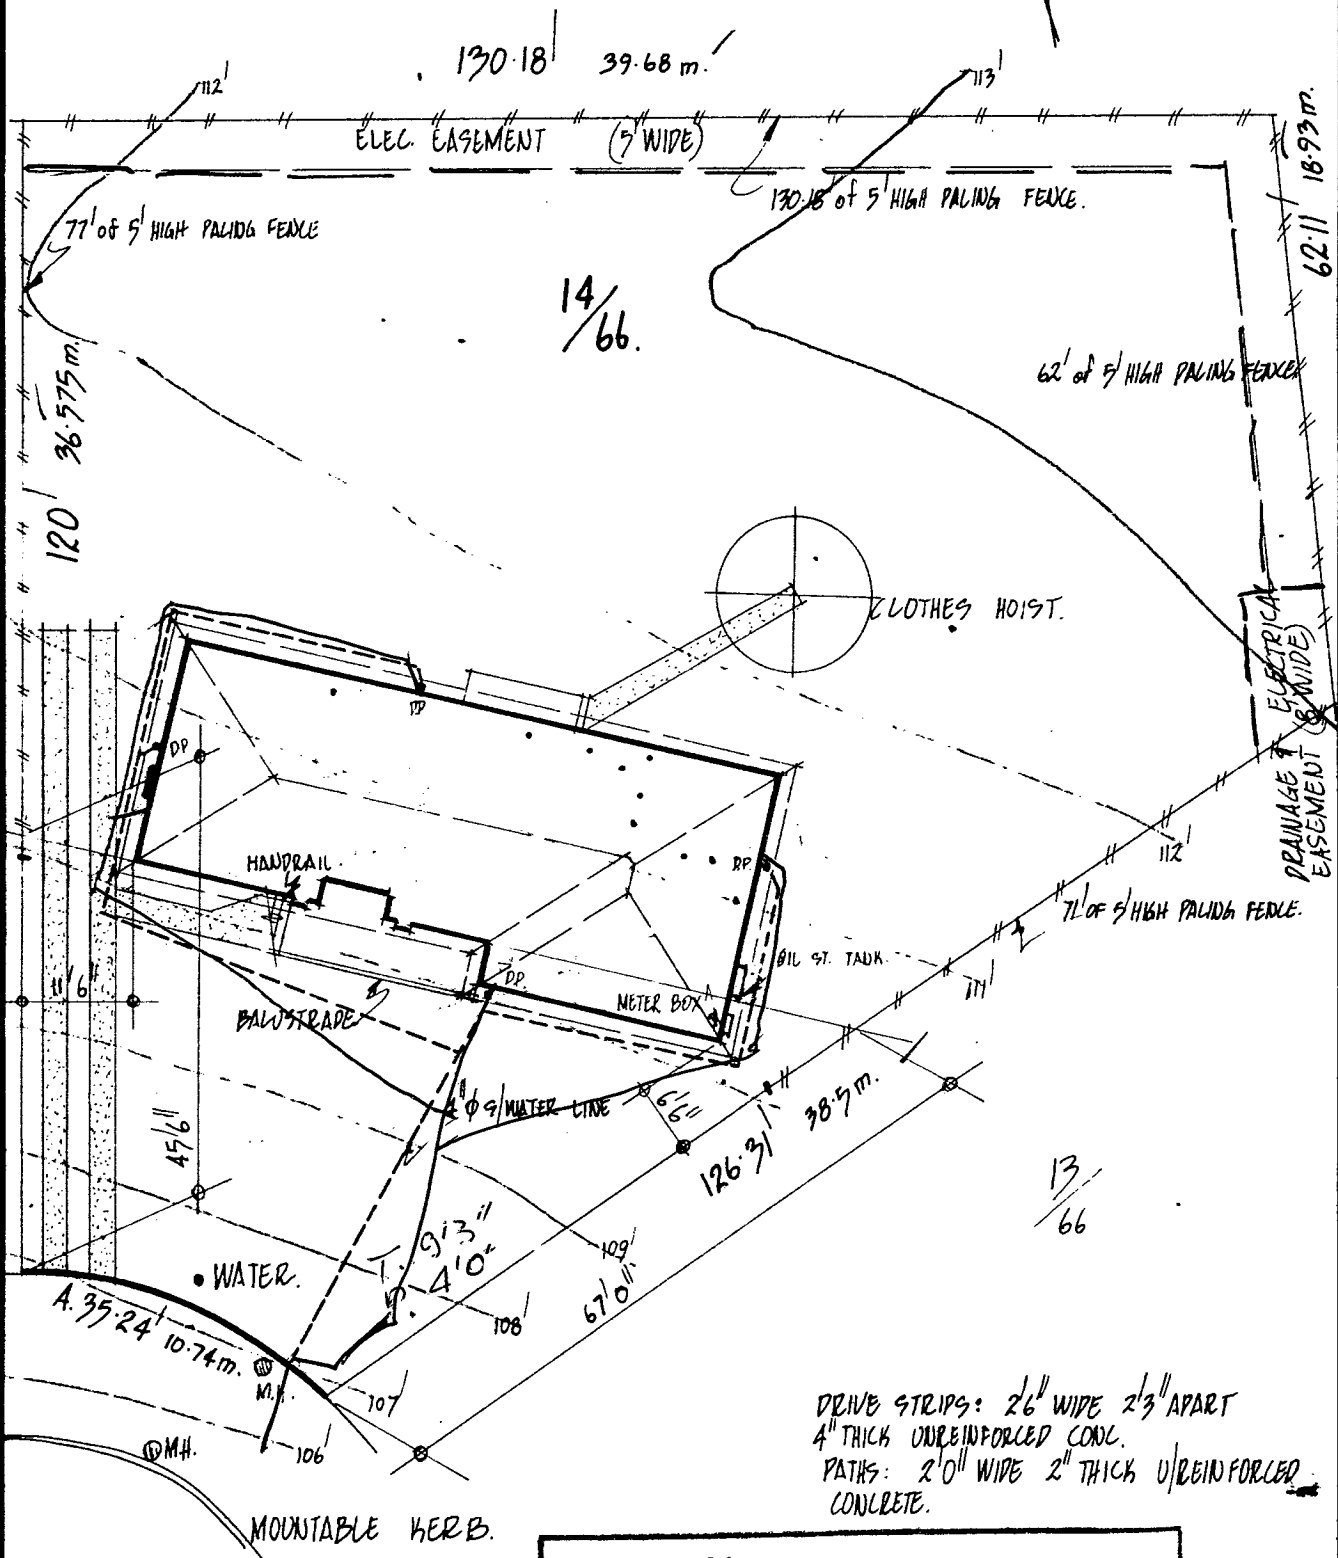 130.18' 39.68 m.
112'
113'
ELEC. EASEMENT (5' WIDE)
62.11 18.93 m.
130.18' of 5' HIGH PALING FENCE.
77' of 5' HIGH PALING FENCE
14/66.
62' of 5' HIGH PALING FENCE
120' 36.575 m.
CLOTHES HOIST.
DRAINAGE & ELECTRICAL
EASEMENT (8' WIDE)
DP
DP
112'
HANDRAIL.
DP.
71' OF 5' HIGH PALING FENCE.
OIL ST. TANK.
111'
11'6"
DP.
METER BOX
BALUSTRADE
4"φ S/WATER LINE
6'6"
126.31' 38.5 m.
45'6"
13/66
9'3"
4'0"
109'
WATER.
67'0"
A. 35.24' 10.74 m.
108'
M.H.
107'
106'
MH.
DRIVE STRIPS: 2'6" WIDE 2'3" APART
4" THICK UNREINFORCED CONC.
PATHS: 2'0" WIDE 2" THICK U/REINFORCED
CONCRETE.
MOUNTABLE KERB.